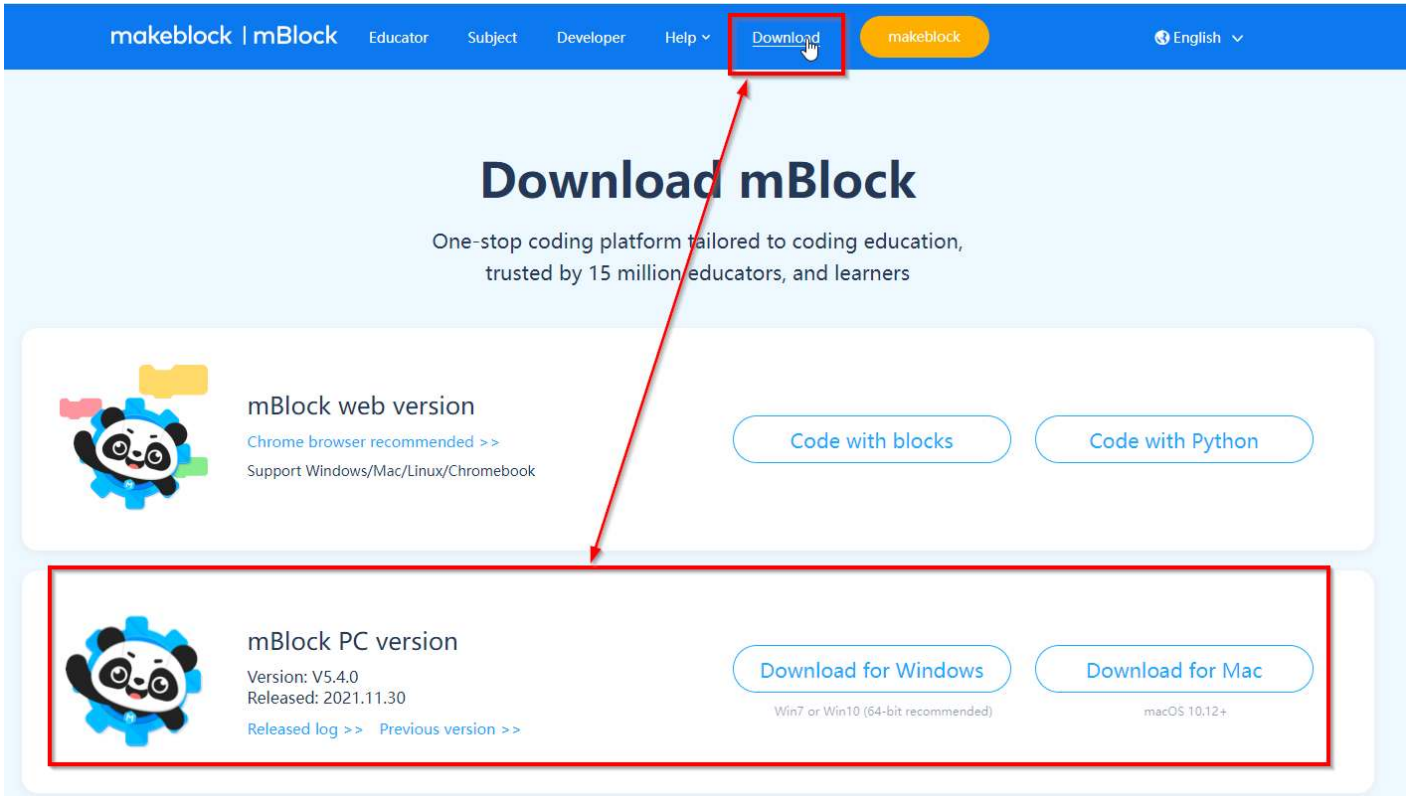 makeblock | mBlock Educator Subject Developer Help Download makeblock English
Download mBlock
One-stop coding platform tailored to coding education,
trusted by 15 million educators, and learners
mBlock web version
Chrome browser recommended >>
Support Windows/Mac/Linux/Chromebook
Code with blocks Code with Python
mBlock PC version
Version: V5.4.0
Released: 2021.11.30
Released log >> Previous version >>
Download for Windows Download for Mac
Win7 or Win10 (64-bit recommended) macOS 10.12+